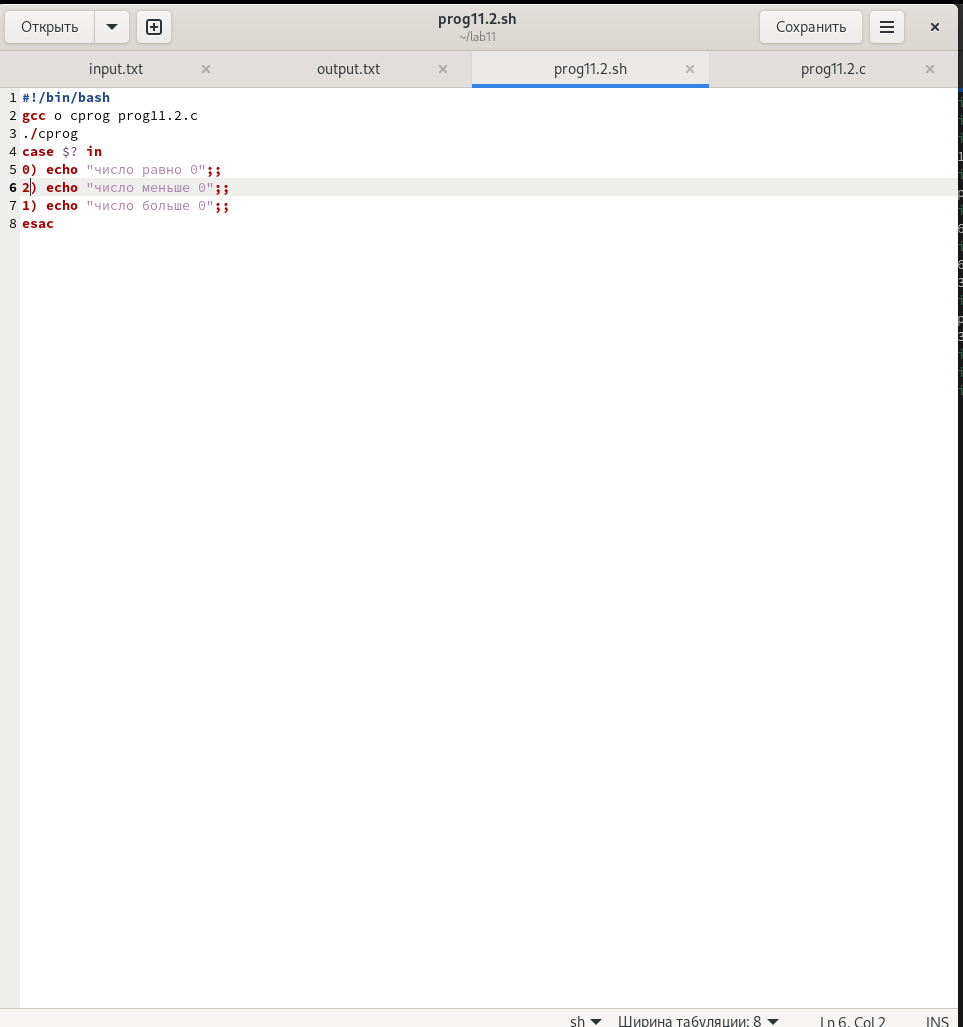 Открыть
prog11.2.sh
~/lab11
Сохранить
input.txt
output.txt
prog11.2.sh
prog11.2.c
1 #!/bin/bash
2 gcc o cprog prog11.2.c
3 ./cprog
4 case $? in
5 0) echo "число равно 0";;
6 2) echo "число меньше 0";;
7 1) echo "число больше 0";;
8 esac
sh Ширина табуляции: 8 Ln 6, Col 2 INS